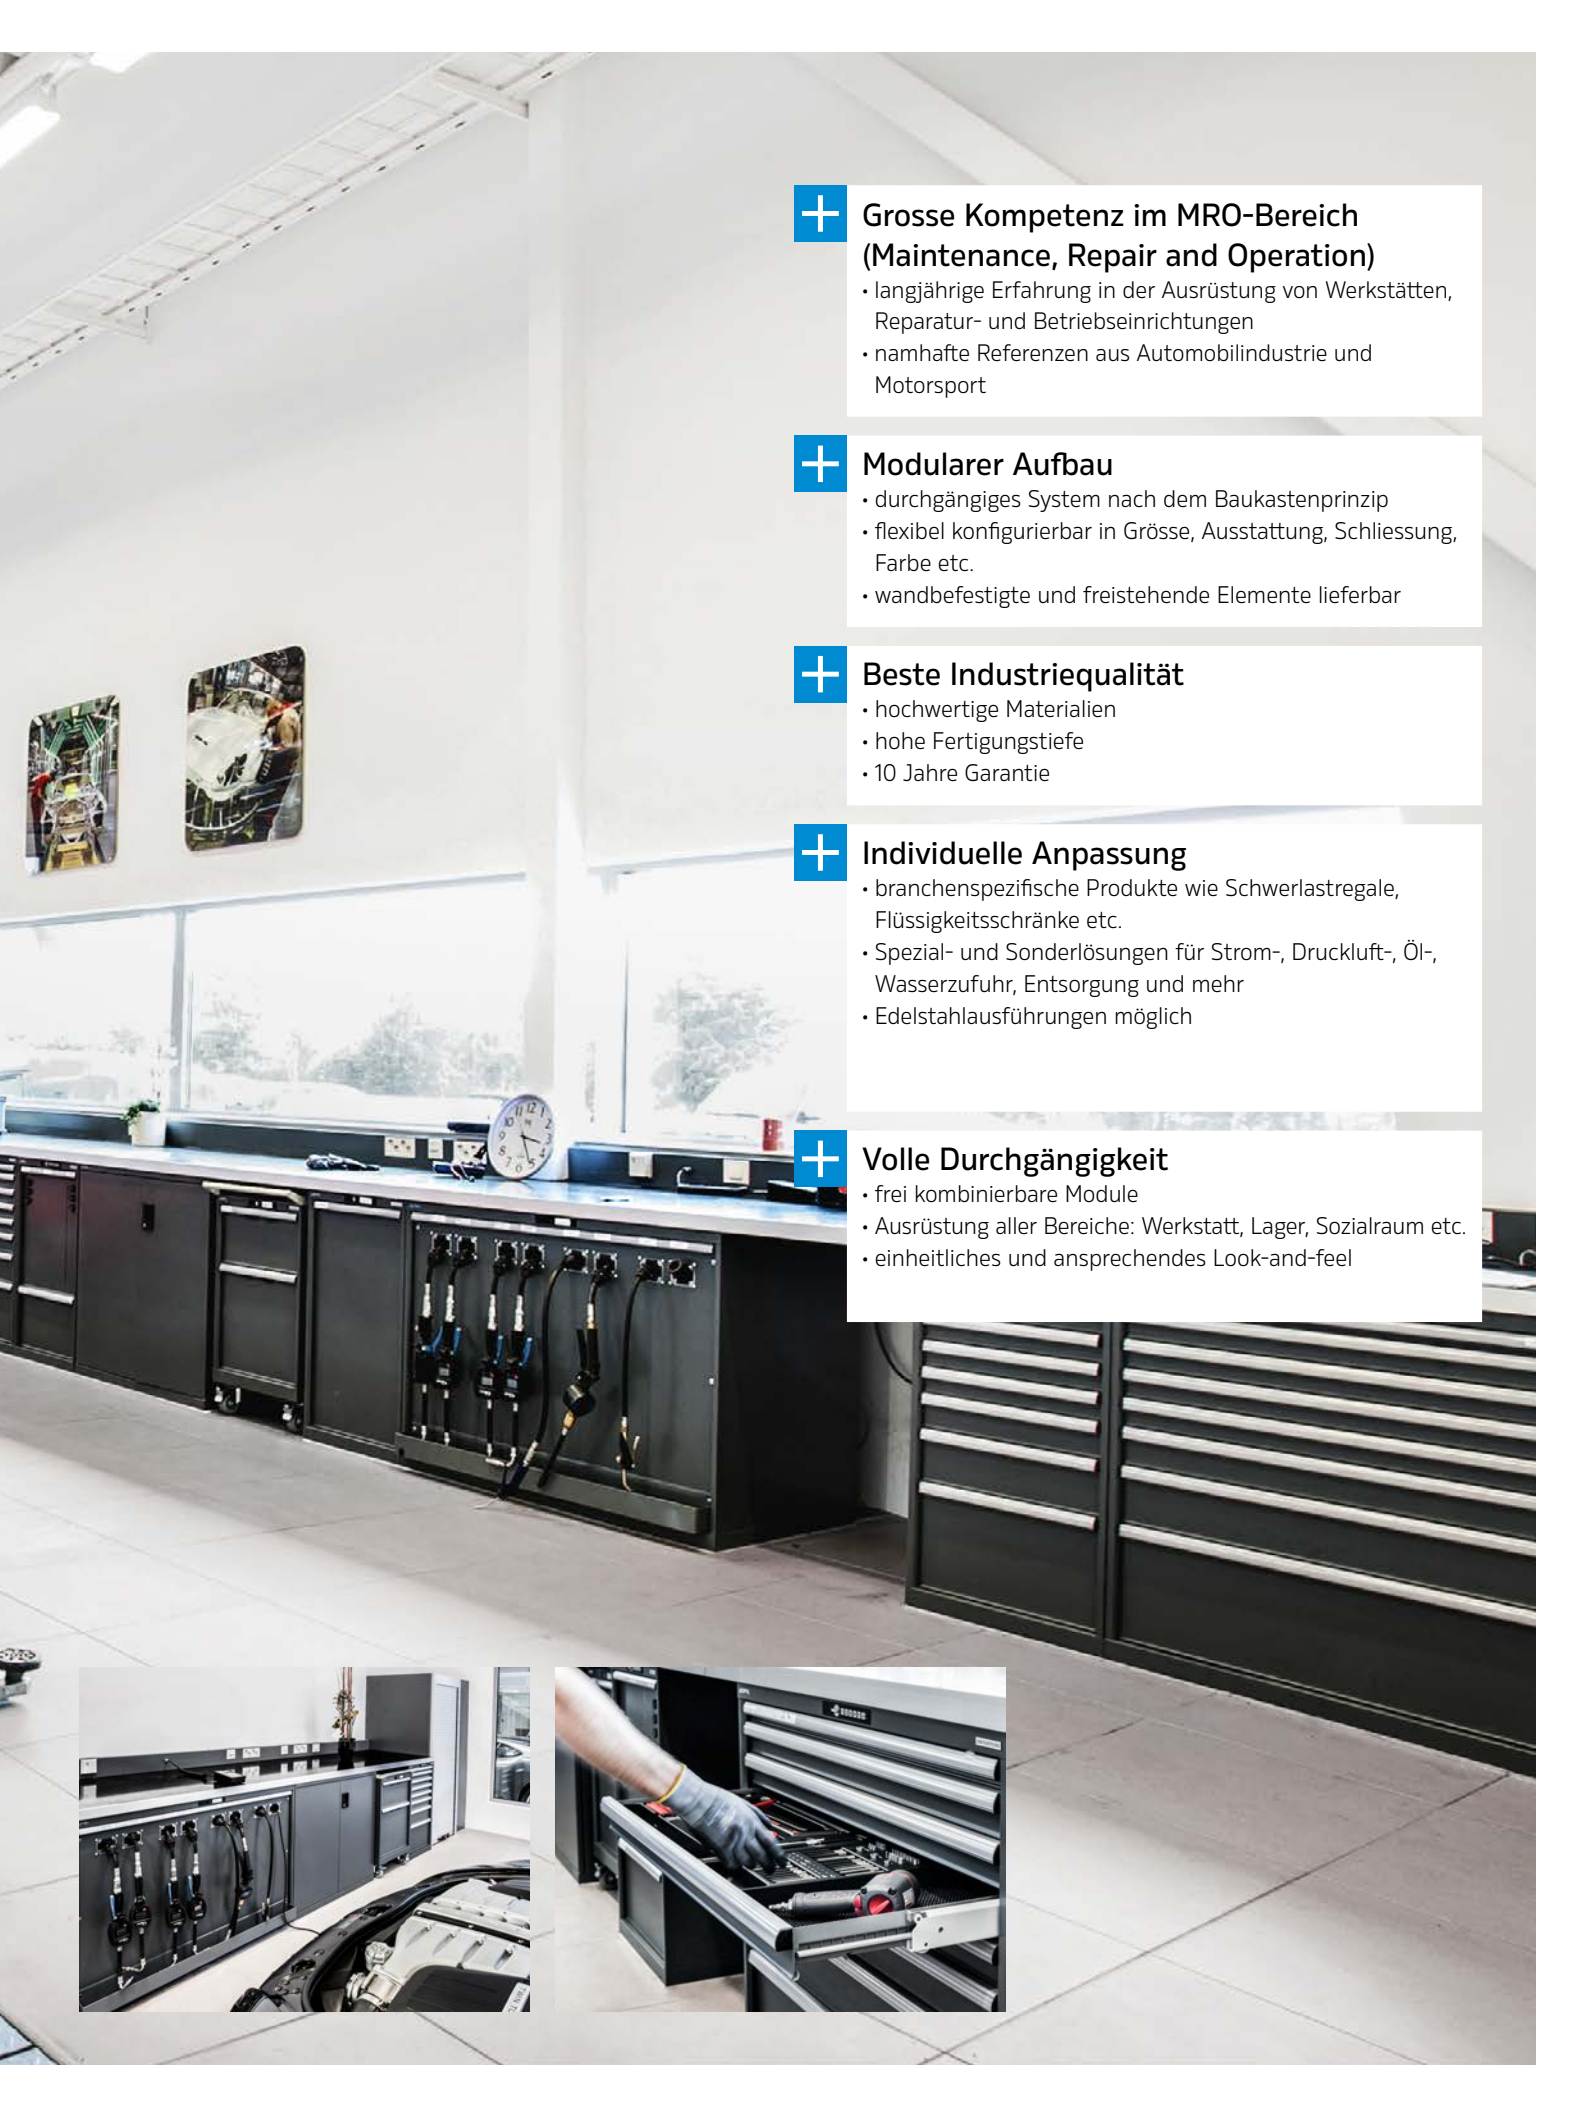 Grosse Kompetenz im MRO-Bereich
(Maintenance, Repair and Operation)
• langjährige Erfahrung in der Ausrüstung von Werkstätten,
Reparatur- und Betriebseinrichtungen
• namhafte Referenzen aus Automobilindustrie und
Motorsport
Modularer Aufbau
• durchgängiges System nach dem Baukastenprinzip
• flexibel konfigurierbar in Grösse, Ausstattung, Schliessung,
Farbe etc.
• wandbefestigte und freistehende Elemente lieferbar
Beste Industriequalität
• hochwertige Materialien
• hohe Fertigungstiefe
• 10 Jahre Garantie
Individuelle Anpassung
• branchenspezifische Produkte wie Schwerlastregale,
Flüssigkeitsschränke etc.
• Spezial- und Sonderlösungen für Strom-, Druckluft-, Öl-,
Wasserzufuhr, Entsorgung und mehr
• Edelstahlausführungen möglich
Volle Durchgängigkeit
• frei kombinierbare Module
• Ausrüstung aller Bereiche: Werkstatt, Lager, Sozialraum etc.
• einheitliches und ansprechendes Look-and-feel